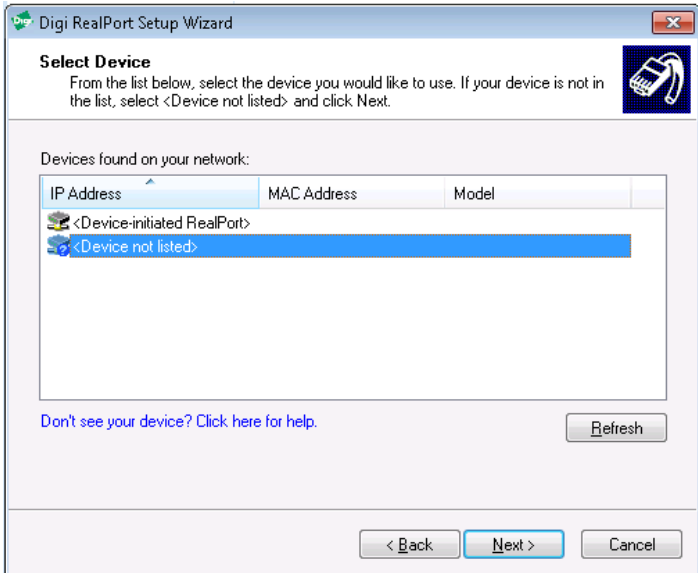 Digi
Digi RealPort Setup Wizard
Select Device
From the list below, select the device you would like to use. If your device is not in
the list, select <Device not listed> and click Next.
Devices found on your network:
IP Address MAC Address Model
<Device-initiated RealPort>
<Device not listed>
Don't see your device? Click here for help.
Refresh
< Back Next > Cancel